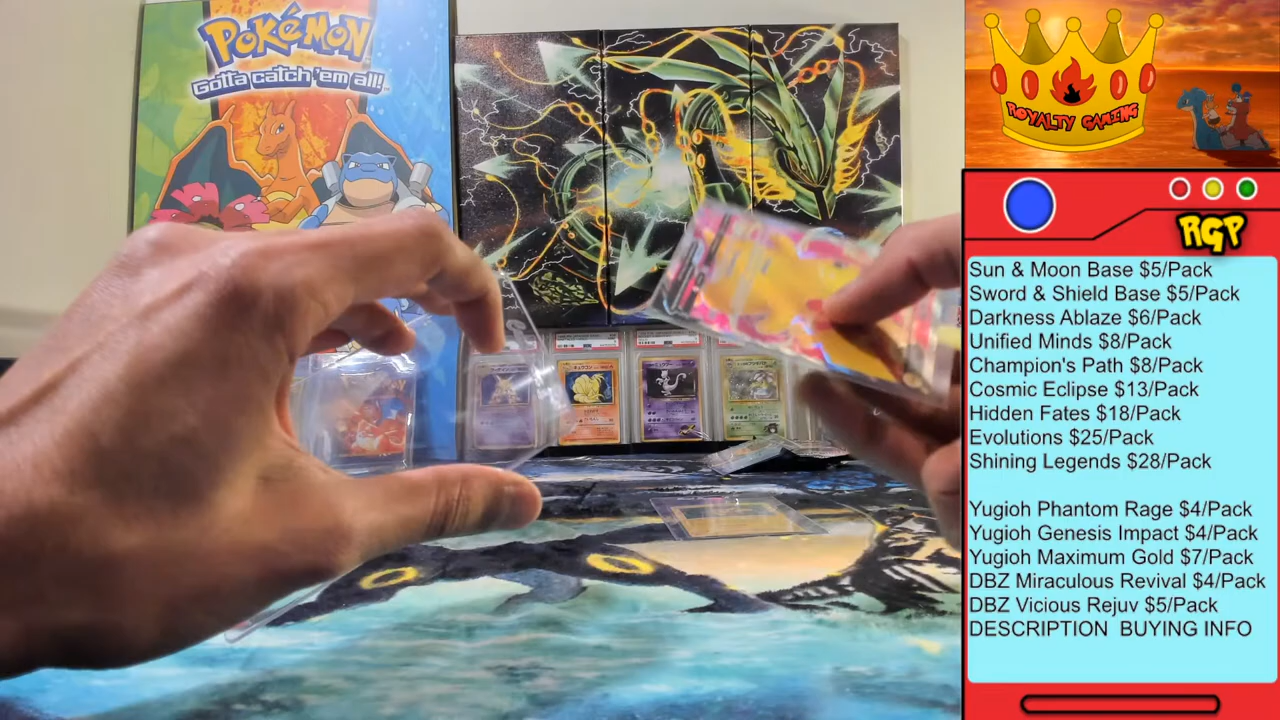 POKéMON
Gotta catch 'em all!
ROYALTY GAMING
RGP
Sun & Moon Base $5/Pack
Sword & Shield Base $5/Pack
Darkness Ablaze $6/Pack
Unified Minds $8/Pack
Champion's Path $8/Pack
Cosmic Eclipse $13/Pack
Hidden Fates $18/Pack
Evolutions $25/Pack
Shining Legends $28/Pack
Yugioh Phantom Rage $4/Pack
Yugioh Genesis Impact $4/Pack
Yugioh Maximum Gold $7/Pack
DBZ Miraculous Revival $4/Pack
DBZ Vicious Rejuv $5/Pack
DESCRIPTION BUYING INFO